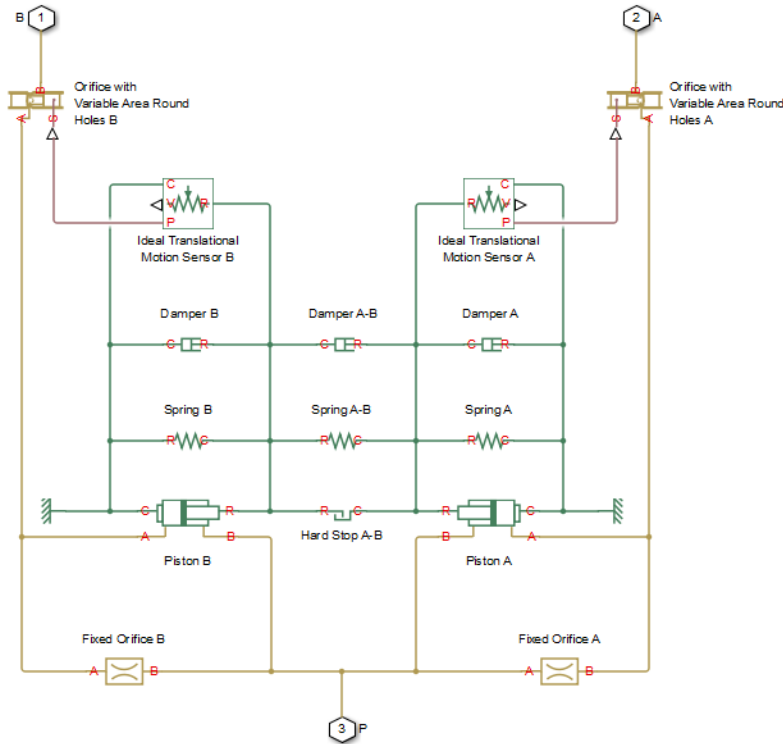 B 1
2 A
B
B
Orifice with
Variable Area Round
Holes B
Orifice with
Variable Area Round
Holes A
A S
S A
C
V R
P
C
R V
P
Ideal Translational
Motion Sensor B
Ideal Translational
Motion Sensor A
Damper B
Damper A-B
Damper A
C R
C R
C R
Spring B
Spring A-B
Spring A
R C
R C
R C
C R
R C
R C
Hard Stop A-B
A B
B A
Piston B
Piston A
Fixed Orifice B
Fixed Orifice A
A B
A B
3 P